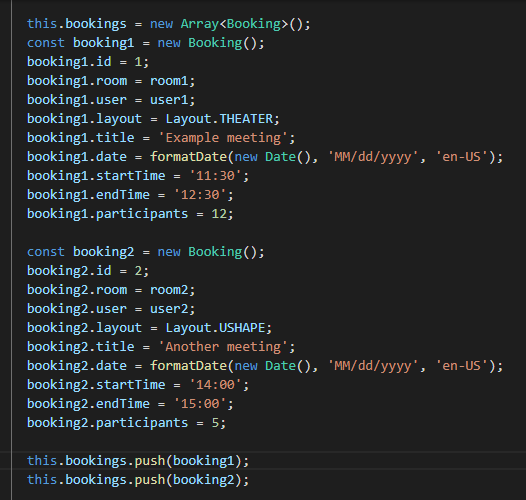 this.bookings = new Array<Booking>();
const booking1 = new Booking();
booking1.id = 1;
booking1.room = room1;
booking1.user = user1;
booking1.layout = Layout.THEATER;
booking1.title = 'Example meeting';
booking1.date = formatDate(new Date(), 'MM/dd/yyyy', 'en-US');
booking1.startTime = '11:30';
booking1.endTime = '12:30';
booking1.participants = 12;
const booking2 = new Booking();
booking2.id = 2;
booking2.room = room2;
booking2.user = user2;
booking2.layout = Layout.USHAPE;
booking2.title = 'Another meeting';
booking2.date = formatDate(new Date(), 'MM/dd/yyyy', 'en-US');
booking2.startTime = '14:00';
booking2.endTime = '15:00';
booking2.participants = 5;
this.bookings.push(booking1);
this.bookings.push(booking2);